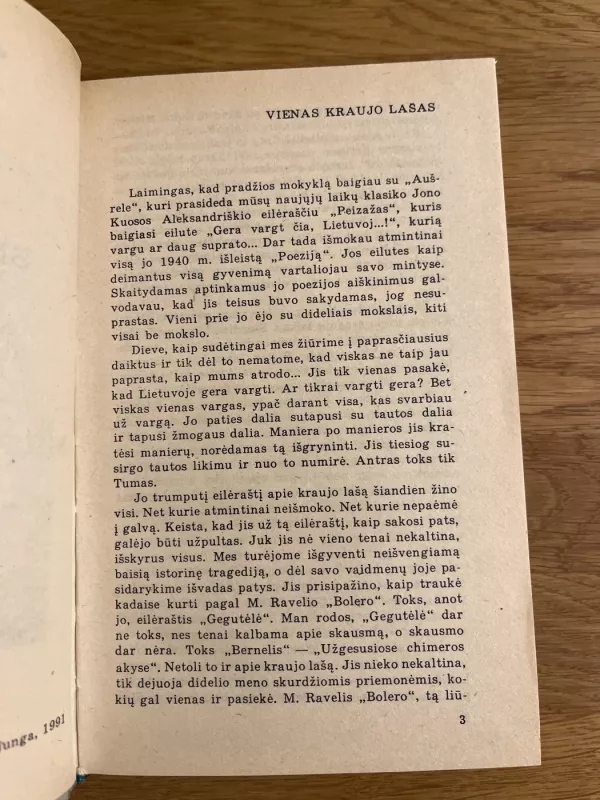 VIENAS KRAUJO LAŠAS
Laimingas, kad pradžios mokyklą baigiau su „Auš-
rele“, kuri prasideda mūsų naujųjų laikų klasiko Jono
Kuosos Aleksandriškio eilėraščiu „Peizažas“, kuris
baigiasi eilute „Gera vargt čia, Lietuvoj...!“, kurią
vargu ar daug suprato... Dar tada išmokau atmintinai
visą jo 1940 m. išleistą „Poeziją“. Jos eilutes kaip
deimantus visą gyvenimą vartaliojau savo mintyse.
Skaitydamas aptinkamus jo poezijos aiškinimus gal-
vodavau, kad jis teisus buvo sakydamas, jog nesu-
prastas. Vieni prie jo ėjo su dideliais mokslais, kiti
visai be mokslo.
Dieve, kaip sudėtingai mes žiūrime į paprasčiausius
daiktus ir tik dėl to nematome, kad viskas ne taip jau
paprasta, kaip mums atrodo... Jis tik vienas pasakė,
kad Lietuvoje gera vargti. Ar tikrai vargti gera? Bet
viskas vienas vargas, ypač darant visa, kas svarbiau
už vargą. Jo paties dalia sutapusi su tautos dalia
ir tapusi žmogaus dalia. Maniera po manieros jis kra-
tėsi manierų, norėdamas tą išgryninti. Jis tiesiog su-
sirgo tautos likimu ir nuo to numirė. Antras toks tik
Tumas.
Jo trumputį eilėraštį apie kraujo lašą šiandien žino
visi. Net kurie atmintinai neišmoko. Net kurie nepaėmė
į galvą. Keista, kad jis už tą eilėraštį, kaip sakosi pats,
galėjo būti užpultas. Juk jis nė vieno tenai nekaltina,
išskyrus visus. Mes turėjome išgyventi neišvengiamą
baisią istorinę tragediją, o dėl savo vaidmenų joje pa-
sidarykime išvadas patys. Jis prisipažino, kaip traukė
kadaise kurti pagal M. Ravelio „Bolero“. Toks, anot
jo, eilėraštis „Gegutėlė“. Man rodos, „Gegutėlė“ dar
ne toks, nes tenai kalbama apie skausmą, o skausmo
dar nėra. Toks „Bernelis“ — „Užgesusiose chimeros
akyse“. Netoli to ir apie kraujo lašą. Jis nieko nekaltina,
tik dejuoja didelio meno skurdžiomis priemonėmis, ko-
kių gal vienas ir pasiekė. M. Ravelis „Bolero“, tą liū-
3
junga, 1991